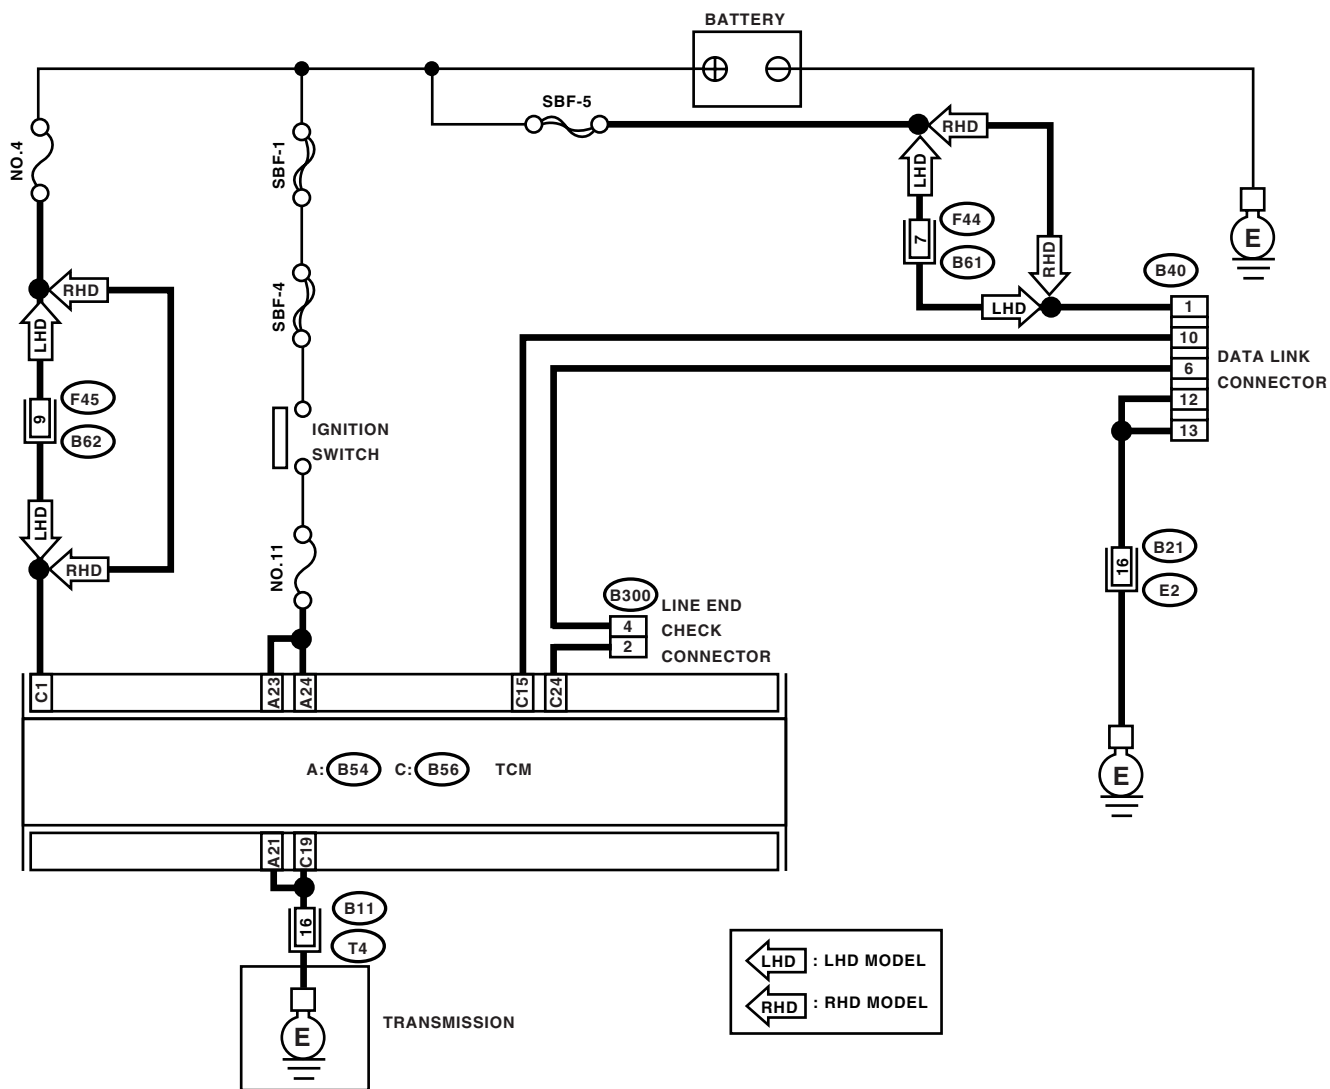 BATTERY
SBF-5
NO.4
SBF-1
RHD
LHD
F44
7
B61
RHD
E
B40
SBF-4
RHD
LHD
LHD
1
10
DATA LINK
6
CONNECTOR
12
13
F45
9
B62
IGNITION
SWITCH
LHD
RHD
NO.11
B21
16
E2
B300
LINE END
4
CHECK
2
CONNECTOR
C1
A23
A24
C15
C24
A: B54 C: B56 TCM
E
A21
C19
B11
16
T4
LHD : LHD MODEL
RHD : RHD MODEL
E
TRANSMISSION